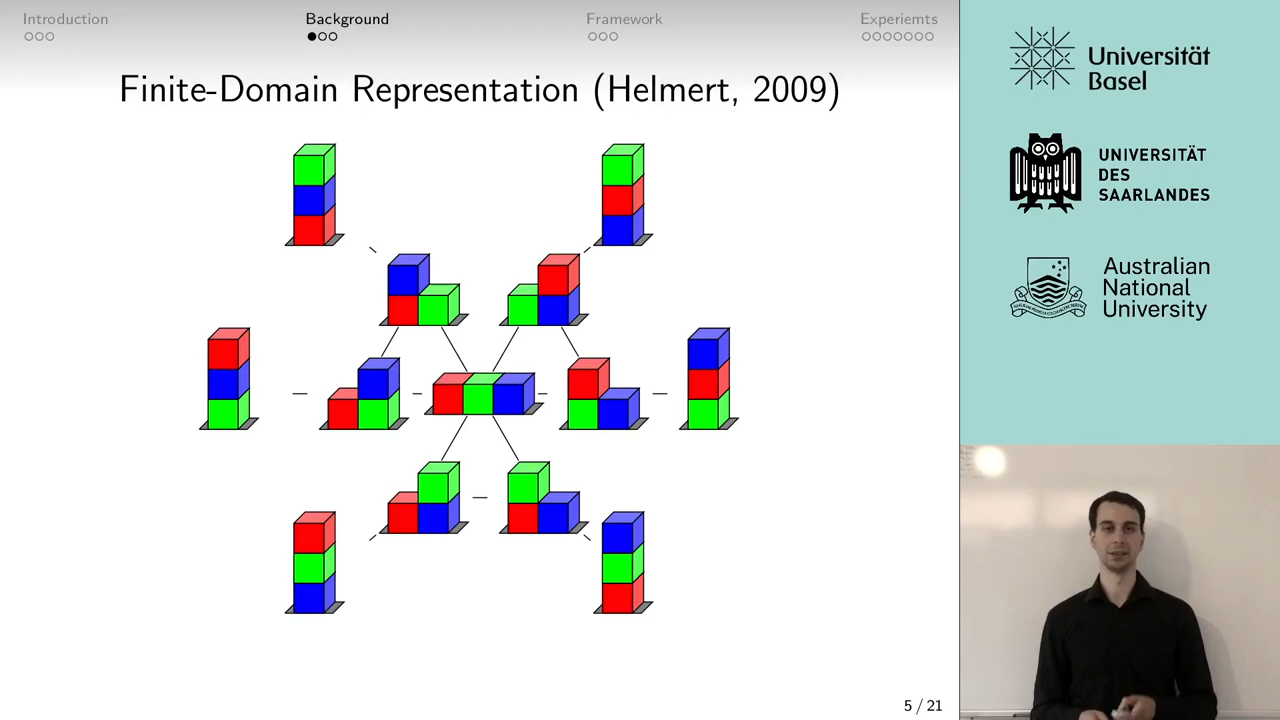 Introduction
Background
Framework
Experiemts
Finite-Domain Representation (Helmert, 2009)
5 / 21
Universität
Basel
UNIVERSITÄT
DES
SAARLANDES
Australian
National
University